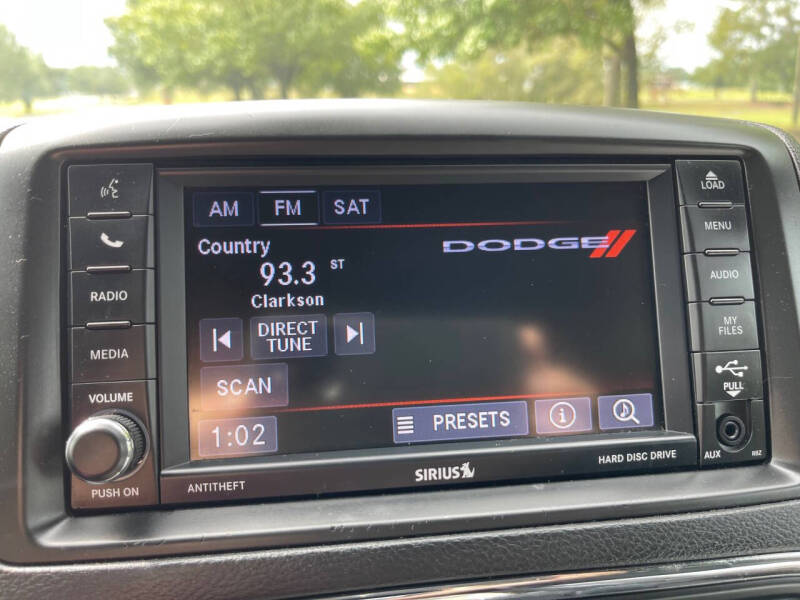 AM FM SAT
DODGE
Country
93.3 ST
Clarkson
DIRECT
TUNE
SCAN
1:02
PRESETS
RADIO
MEDIA
VOLUME
PUSH ON
ANTITHEFT
SIRIUS
HARD DISC DRIVE
LOAD
MENU
AUDIO
MY
FILES
PULL
AUX RBZ